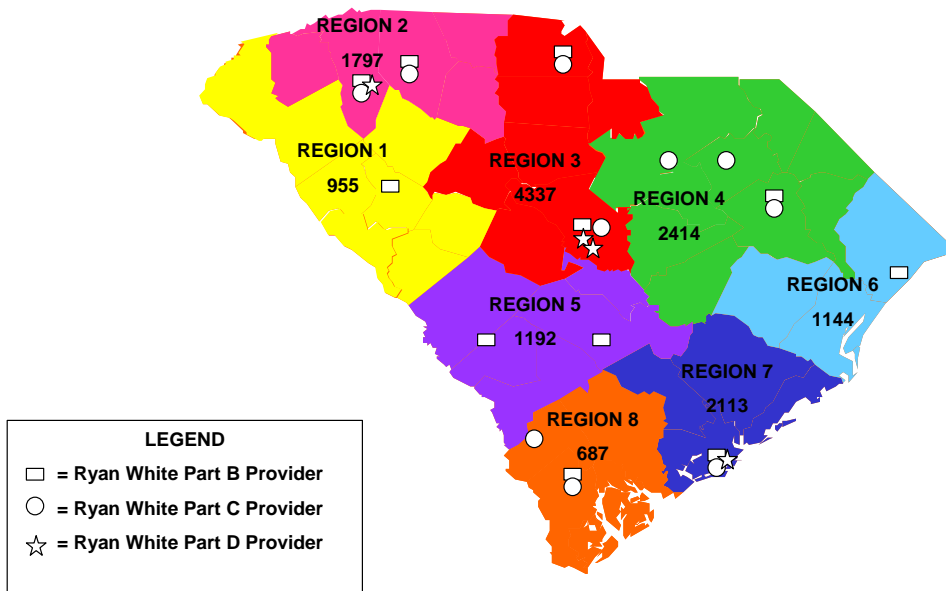 REGION 2
1797
REGION 1
955
REGION 3
4337
REGION 4
2414
REGION 6
1144
REGION 5
1192
REGION 7
2113
REGION 8
687
LEGEND
= Ryan White Part B Provider
= Ryan White Part C Provider
= Ryan White Part D Provider